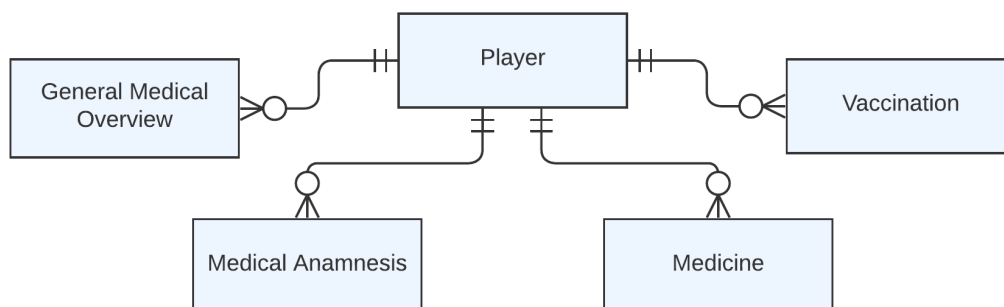 Player
General Medical
Overview
Vaccination
Medical Anamnesis
Medicine